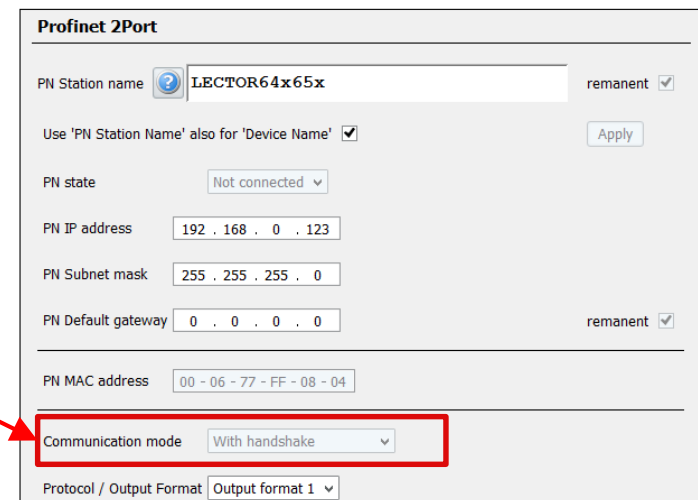 Profinet 2Port
PN Station name ? LECTOR64x65x remanent
Use 'PN Station Name' also for 'Device Name' Apply
PN state Not connected
PN IP address 192 . 168 . 0 . 123
PN Subnet mask 255 . 255 . 255 . 0
PN Default gateway 0 . 0 . 0 . 0 remanent
PN MAC address 00 - 06 - 77 - FF - 08 - 04
Communication mode With handshake
Protocol / Output Format Output format 1